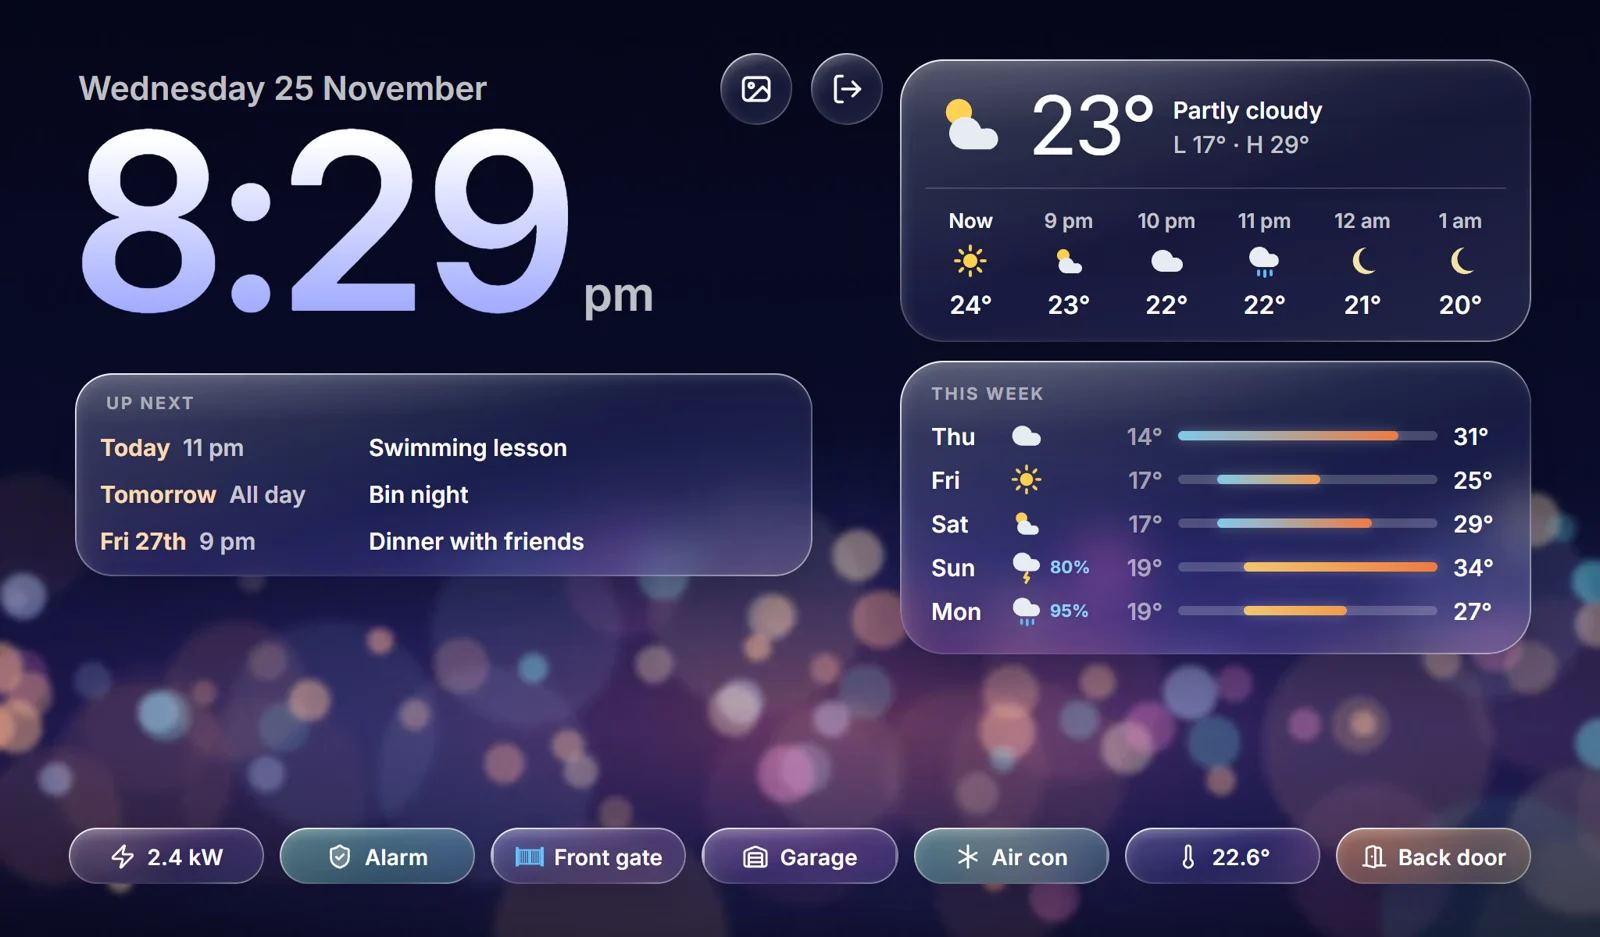 Wednesday 25 November
8:29 pm
UP NEXT
Today 11 pm Swimming lesson
Tomorrow All day Bin night
Fri 27th 9 pm Dinner with friends
23° Partly cloudy
L 17° · H 29°
Now 9 pm 10 pm 11 pm 12 am 1 am
24° 23° 22° 22° 21° 20°
THIS WEEK
Thu 14° 31°
Fri 17° 25°
Sat 17° 29°
Sun 80% 19° 34°
Mon 95% 19° 27°
2.4 kW Alarm Front gate Garage Air con 22.6° Back door